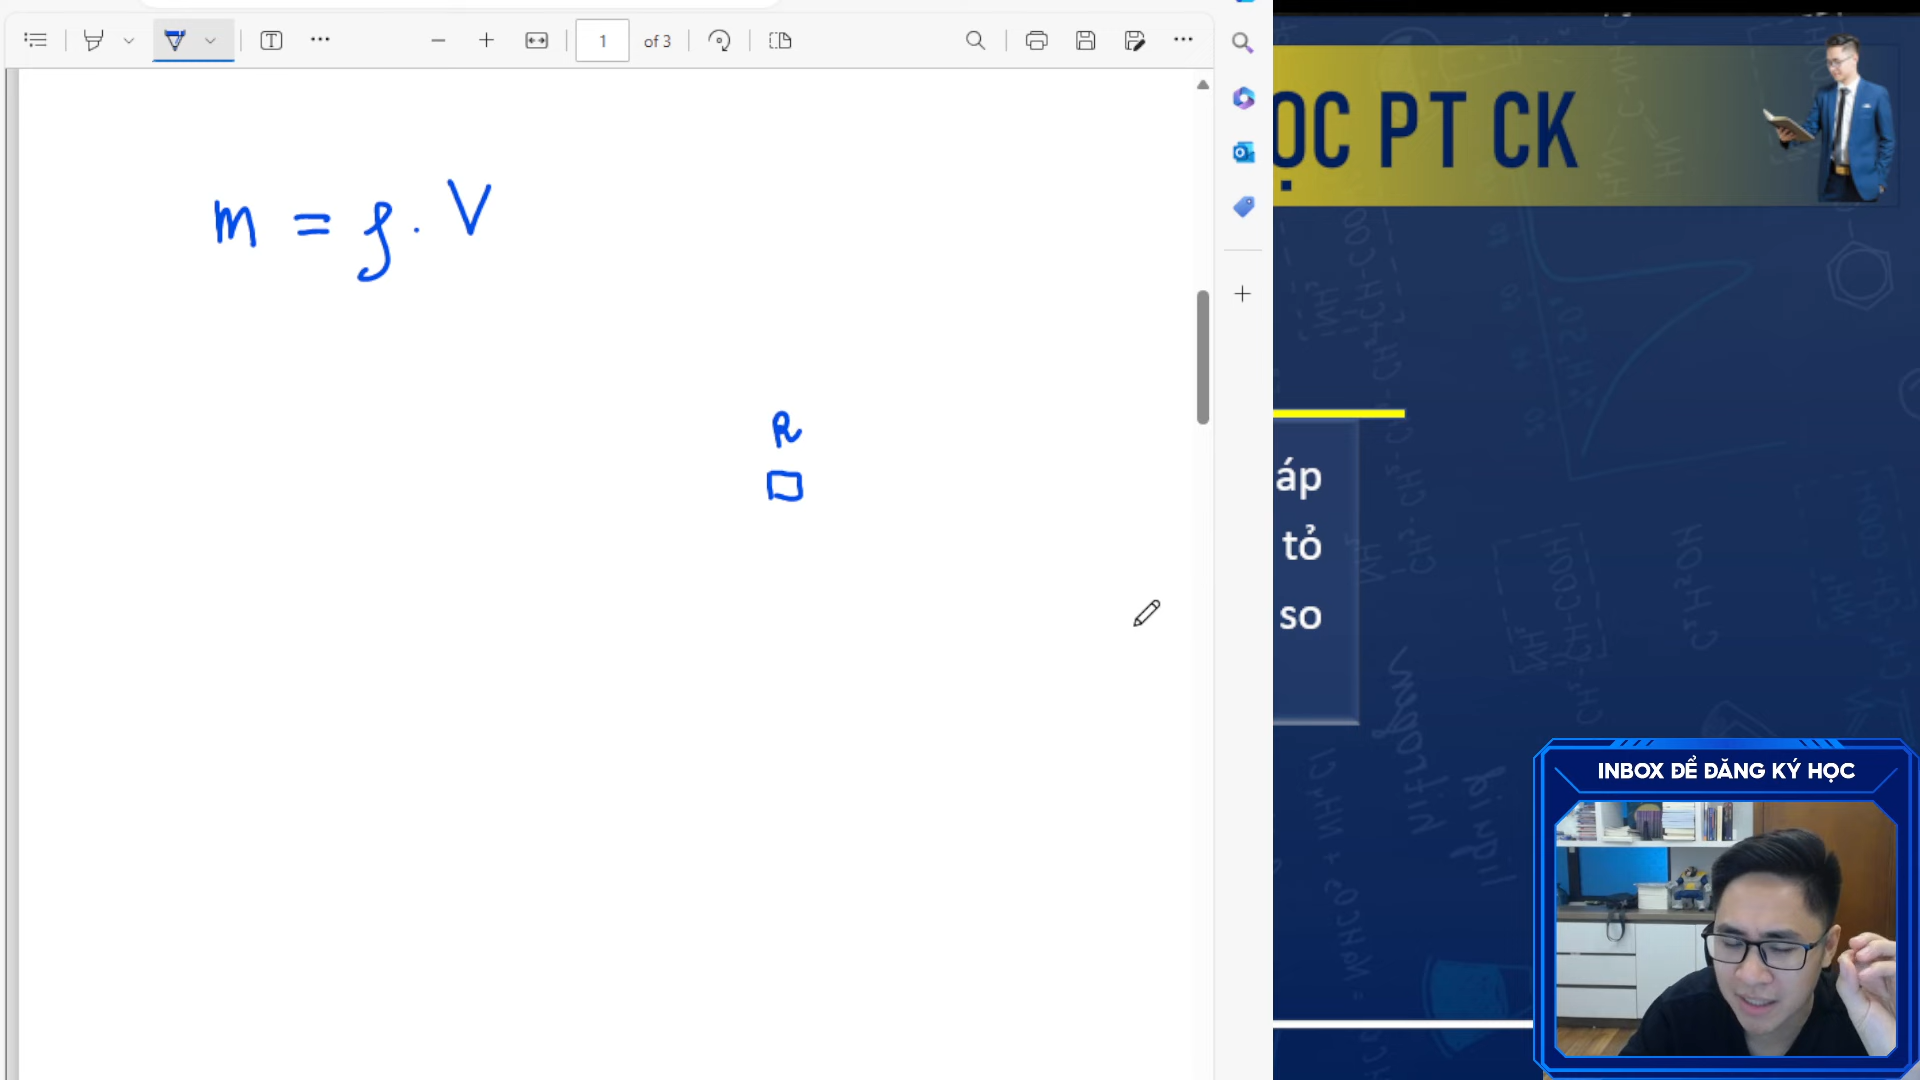 1 of 3
m = ρ . V
R
ỌC PT CK
áp
tỏ
so
INBOX ĐỂ ĐĂNG KÝ HỌC